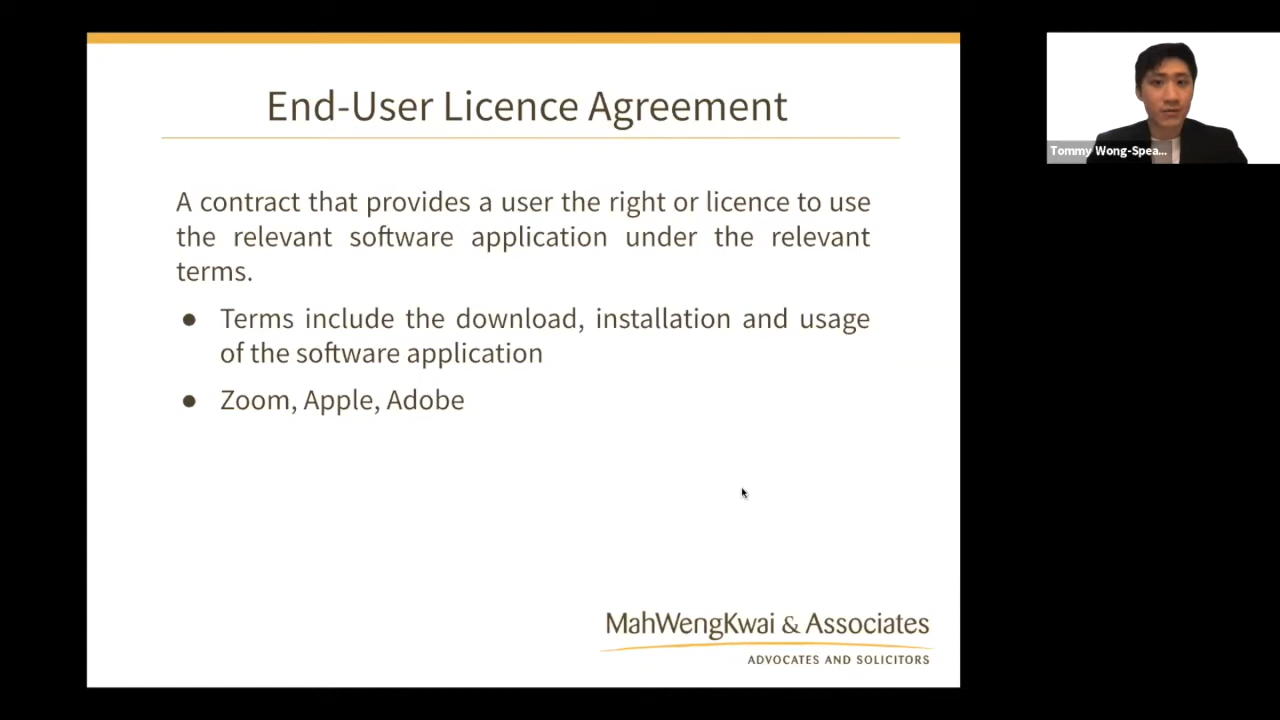 End-User Licence Agreement
A contract that provides a user the right or licence to use
the relevant software application under the relevant
terms.
● Terms include the download, installation and usage
of the software application
● Zoom, Apple, Adobe
MahWengKwai & Associates
ADVOCATES AND SOLICITORS
Tommy Wong-Spea...